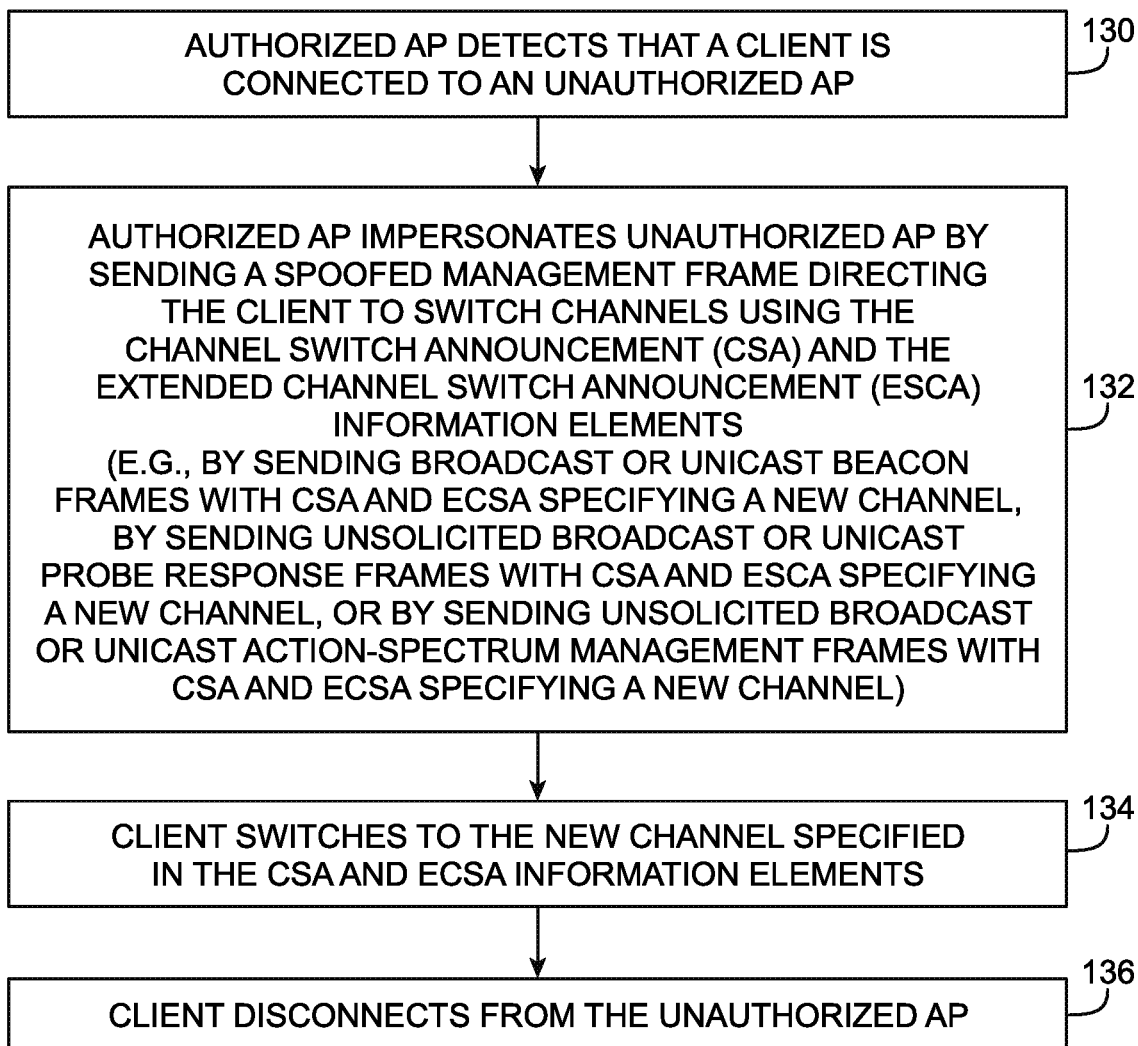 AUTHORIZED AP DETECTS THAT A CLIENT IS
CONNECTED TO AN UNAUTHORIZED AP
130
AUTHORIZED AP IMPERSONATES UNAUTHORIZED AP BY
SENDING A SPOOFED MANAGEMENT FRAME DIRECTING
THE CLIENT TO SWITCH CHANNELS USING THE
CHANNEL SWITCH ANNOUNCEMENT (CSA) AND THE
EXTENDED CHANNEL SWITCH ANNOUNCEMENT (ESCA)
INFORMATION ELEMENTS
(E.G., BY SENDING BROADCAST OR UNICAST BEACON
FRAMES WITH CSA AND ECSA SPECIFYING A NEW CHANNEL,
BY SENDING UNSOLICITED BROADCAST OR UNICAST
PROBE RESPONSE FRAMES WITH CSA AND ESCA SPECIFYING
A NEW CHANNEL, OR BY SENDING UNSOLICITED BROADCAST
OR UNICAST ACTION-SPECTRUM MANAGEMENT FRAMES WITH
CSA AND ECSA SPECIFYING A NEW CHANNEL)
132
CLIENT SWITCHES TO THE NEW CHANNEL SPECIFIED
IN THE CSA AND ECSA INFORMATION ELEMENTS
134
CLIENT DISCONNECTS FROM THE UNAUTHORIZED AP
136